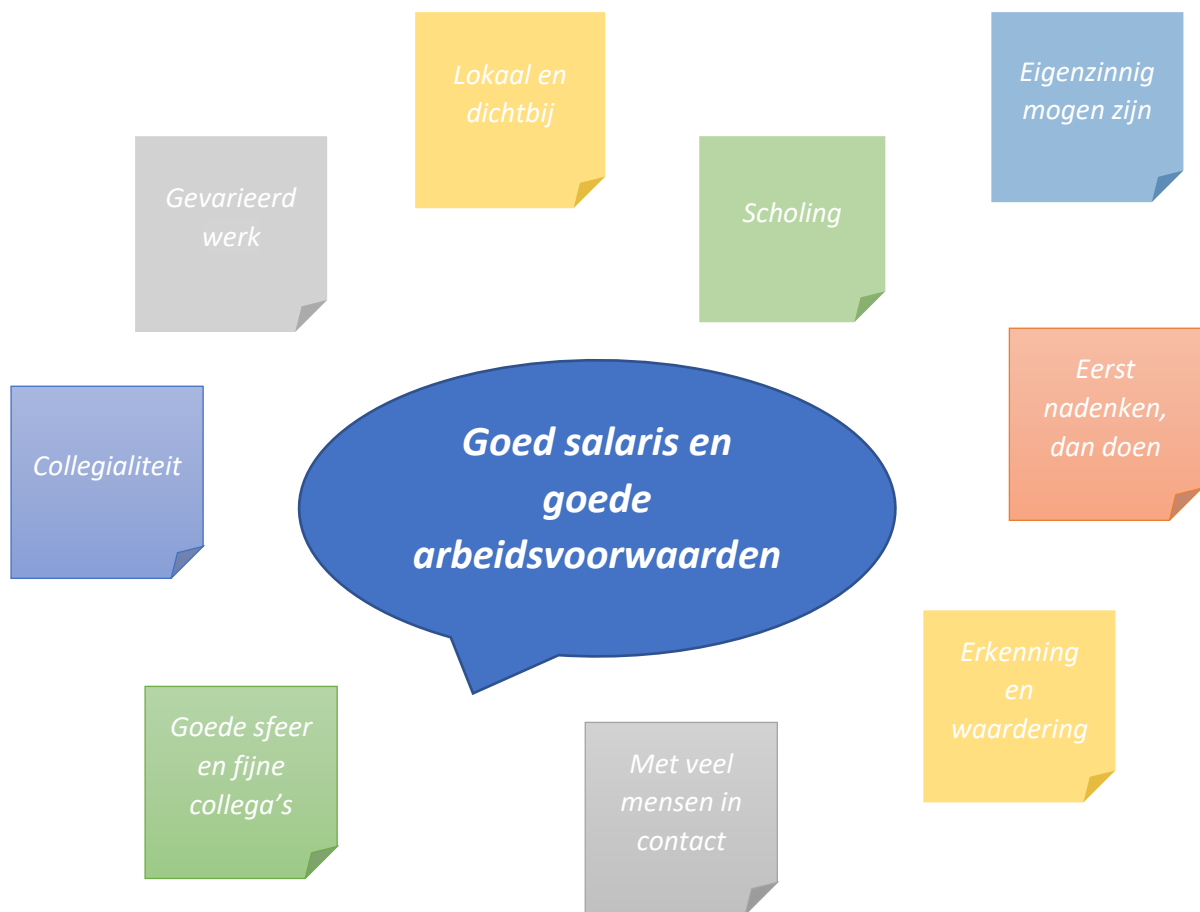 Lokaal en
dichtbij
Eigenzinnig
mogen zijn
Gevarieerd
werk
Scholing
Eerst
nadenken,
dan doen
Collegialiteit
Goed salaris en
goede
arbeidsvoorwaarden
Erkenning
en
waardering
Goede sfeer
en fijne
collega’s
Met veel
mensen in
contact